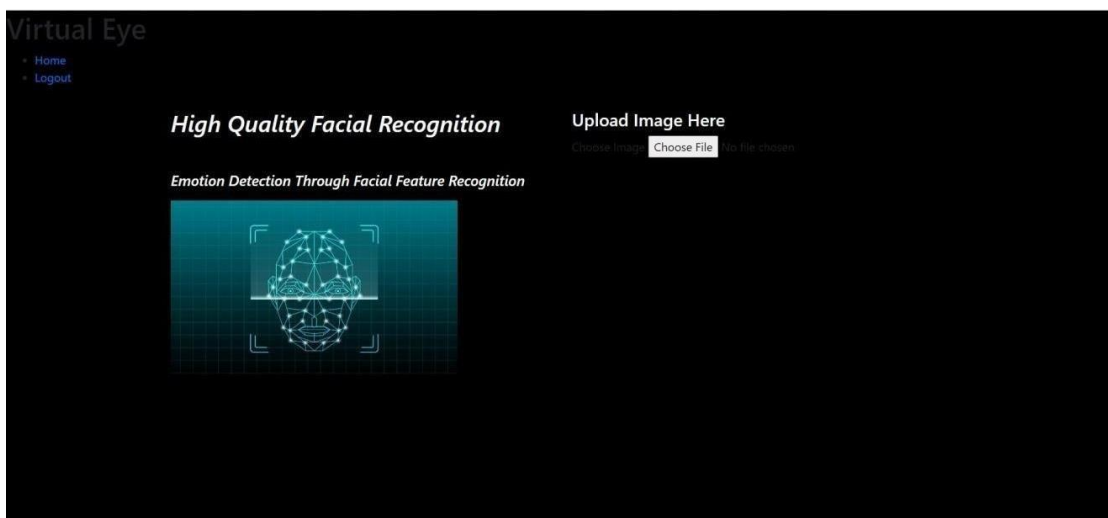 Virtual Eye
Home
Logout
High Quality Facial Recognition
Emotion Detection Through Facial Feature Recognition
Upload Image Here
Choose Image Choose File No file chosen